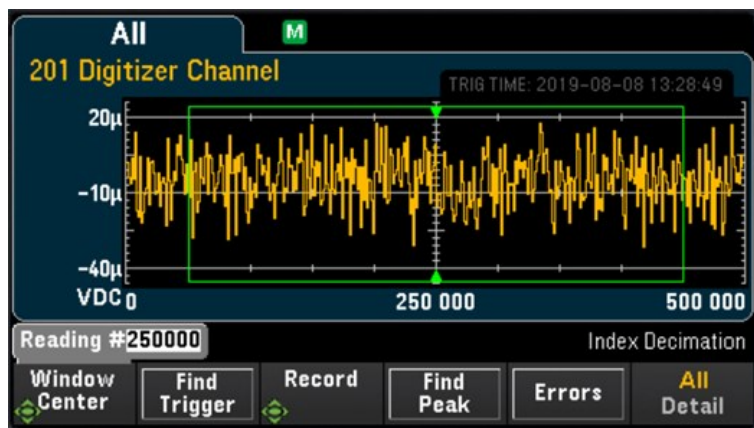 All
M
201 Digitizer Channel
TRIG TIME: 2019-08-08 13:28:49
20µ
-10µ
-40µ
VDC 0 250 000 500 000
Reading #250000
Index Decimation
Window Center
Find Trigger
Record
Find Peak
Errors
All Detail